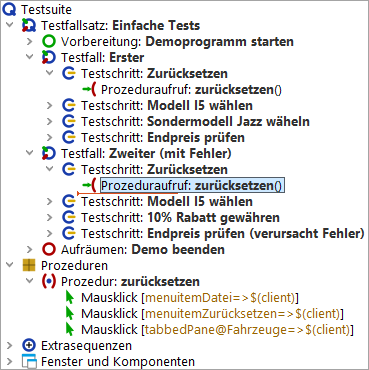 Testsuite
Testfallsatz: Einfache Tests
Vorbereitung: Demoprogramm starten
Testfall: Erster
Testschritt: Zurücksetzen
Prozeduraufruf: zurücksetzen()
Testschritt: Modell I5 wählen
Testschritt: Sondermodell Jazz wäheln
Testschritt: Endpreis prüfen
Testfall: Zweiter (mit Fehler)
Testschritt: Zurücksetzen
Prozeduraufruf: zurücksetzen()
Testschritt: Modell I5 wählen
Testschritt: 10% Rabatt gewähren
Testschritt: Endpreis prüfen (verursacht Fehler)
Aufräumen: Demo beenden
Prozeduren
Prozedur: zurücksetzen
Mausklick [menuitemDatei=>$(client)]
Mausklick [menuitemZurücksetzen=>$(client)]
Mausklick [tabbedPane@Fahrzeuge=>$(client)]
Extrasequenzen
Fenster und Komponenten